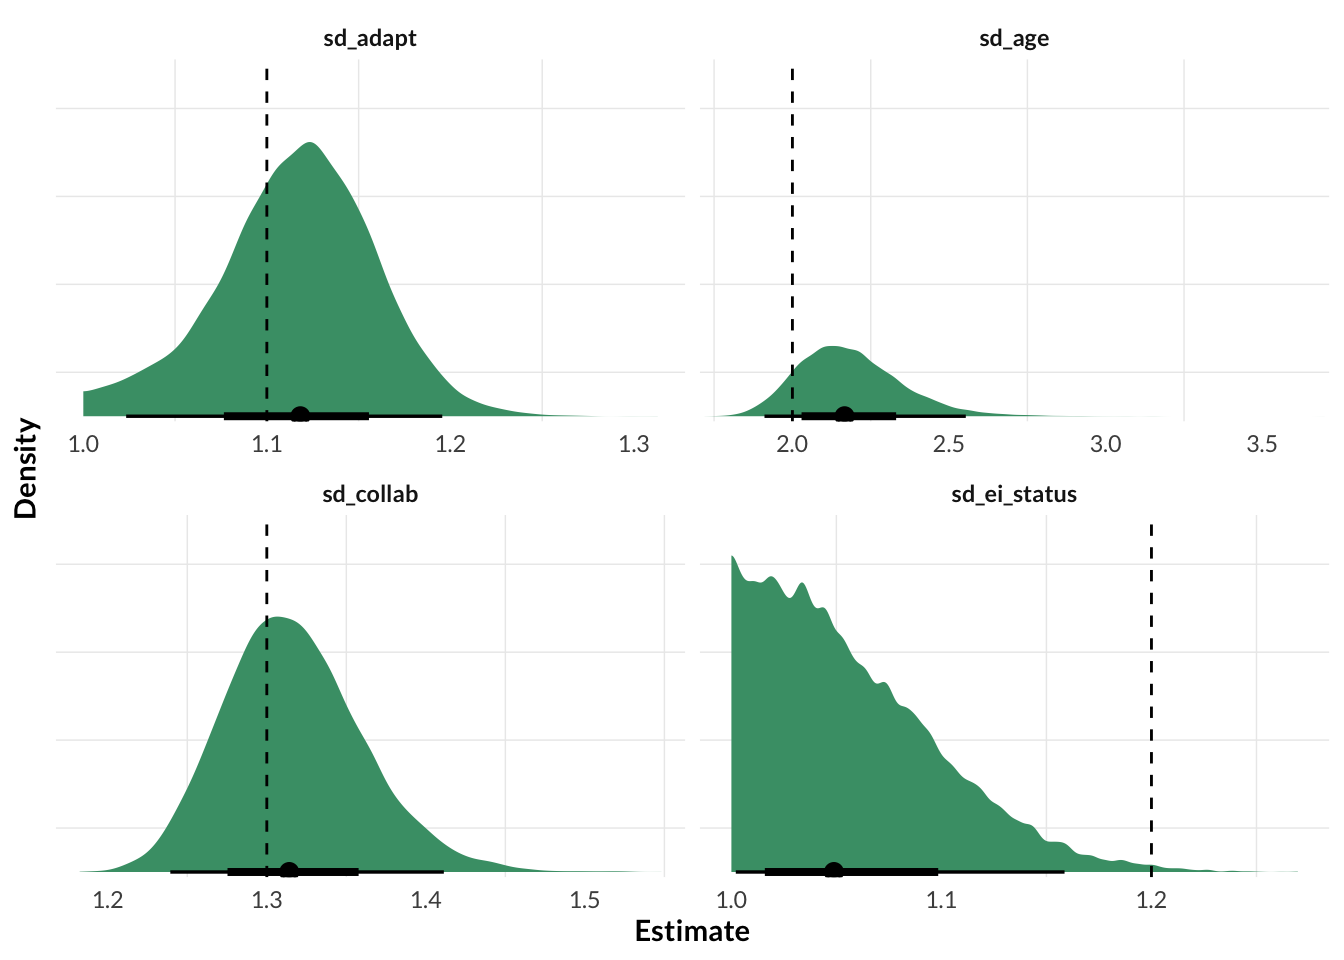 sd_adapt
sd_age
1.0 1.1 1.2 1.3
2.0 2.5 3.0 3.5
sd_collab
sd_ei_status
1.2 1.3 1.4 1.5
1.0 1.1 1.2
Estimate
Density